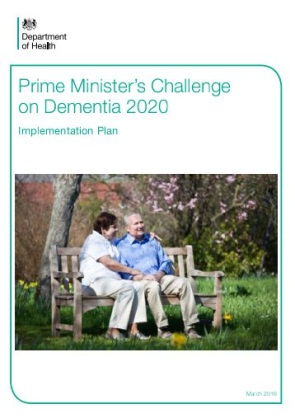 Department
of Health
Prime Minister's Challenge
on Dementia 2020
Implementation Plan
March 2016